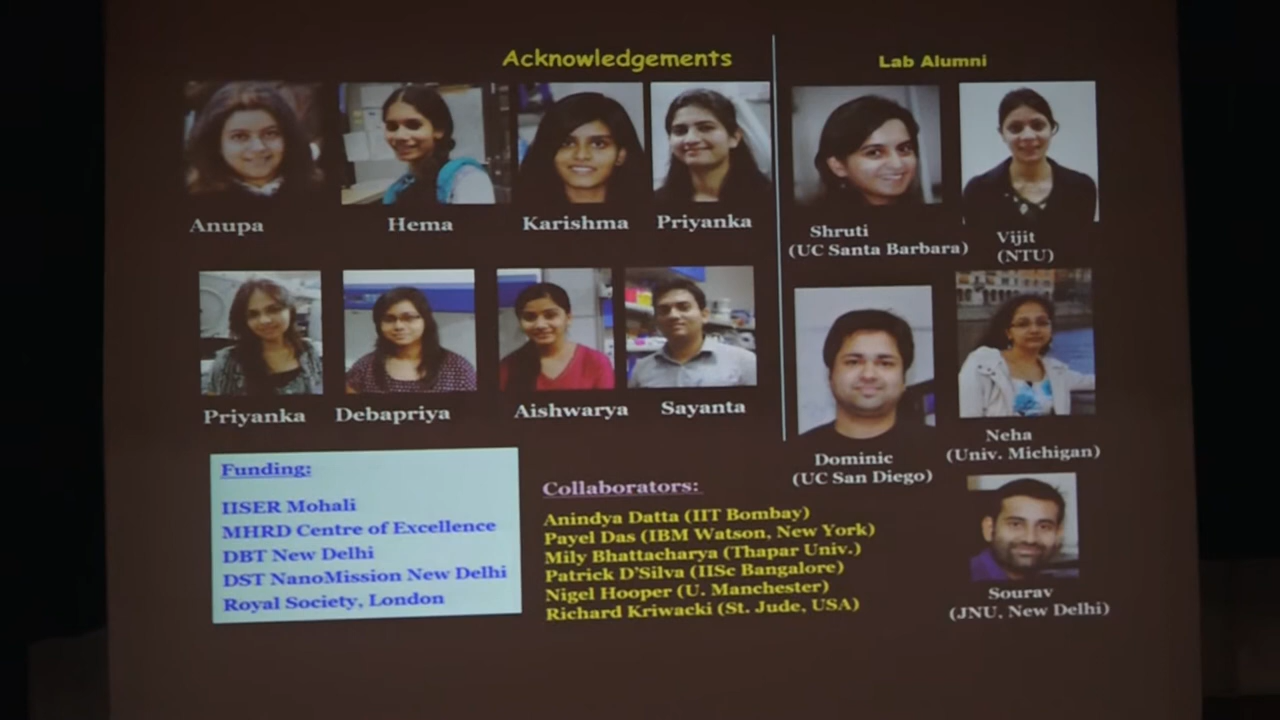 Acknowledgements
Anupa
Hema
Karishma
Priyanka
Priyanka
Debapriya
Aishwarya
Sayanta
Lab Alumni
Shruti
(UC Santa Barbara)
Vijit
(NTU)
Dominic
(UC San Diego)
Neha
(Univ. Michigan)
Sourav
(JNU, New Delhi)
Funding:
IISER Mohali
MHRD Centre of Excellence
DBT New Delhi
DST NanoMission New Delhi
Royal Society, London
Collaborators:
Anindya Datta (IIT Bombay)
Payel Das (IBM Watson, New York)
Mily Bhattacharya (Thapar Univ.)
Patrick D'Silva (IISc Bangalore)
Nigel Hooper (U. Manchester)
Richard Kriwacki (St. Jude, USA)